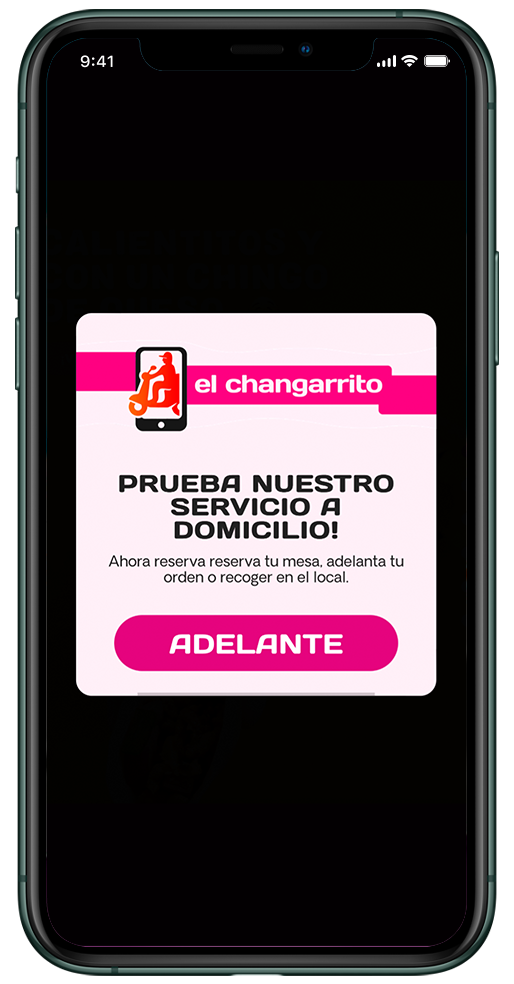 9:41
el changarrito
PRUEBA NUESTRO
SERVICIO A
DOMICILIO!
Ahora reserva reserva tu mesa, adelanta tu
orden o recoger en el local.
ADELANTE